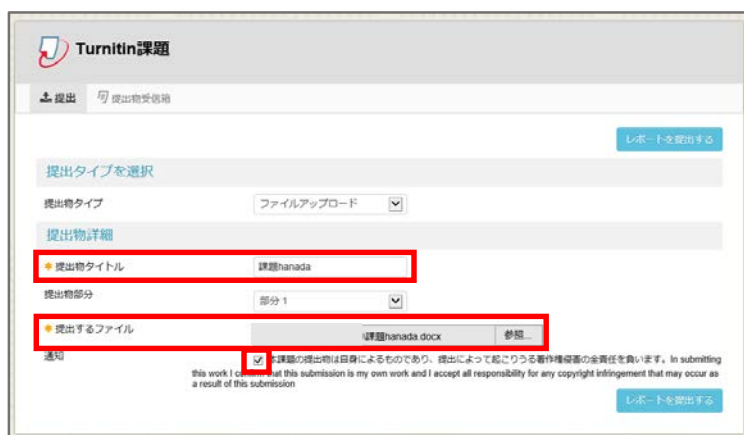 Turnitin課題
提出 提出物受信箱
レポートを提出する
提出タイプを選択
提出物タイプ ファイルアップロード
提出物詳細
提出物タイトル 課題hanada
提出物部分 部分 1
提出するファイル \課題hanada.docx 参照...
通知 本課題の提出物は自身によるものであり、提出によって起こりうる著作権侵害の全責任を負います。In submitting
this work I confirm that this submission is my own work and I accept all responsibility for any copyright infringement that may occur as
a result of this submission
レポートを提出する